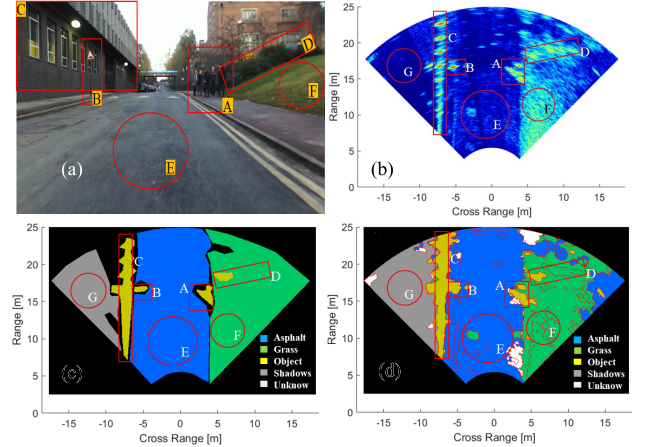 C
A
B
D
F
A
E
(a)
Range [m]
25
20
15
10
5
0
C
G
B
A
D
E
F
(b)
-15 -10 -5 0 5 10 15
Cross Range [m]
Range [m]
25
20
15
10
5
0
C
G
B
A
D
E
F
Asphalt
Grass
Object
Shadows
Unknow
(c)
-15 -10 -5 0 5 10 15
Cross Range [m]
Range [m]
25
20
15
10
5
0
C
G
B
A
D
E
F
Asphalt
Grass
Object
Shadows
Unknow
(d)
-15 -10 -5 0 5 10 15
Cross Range [m]